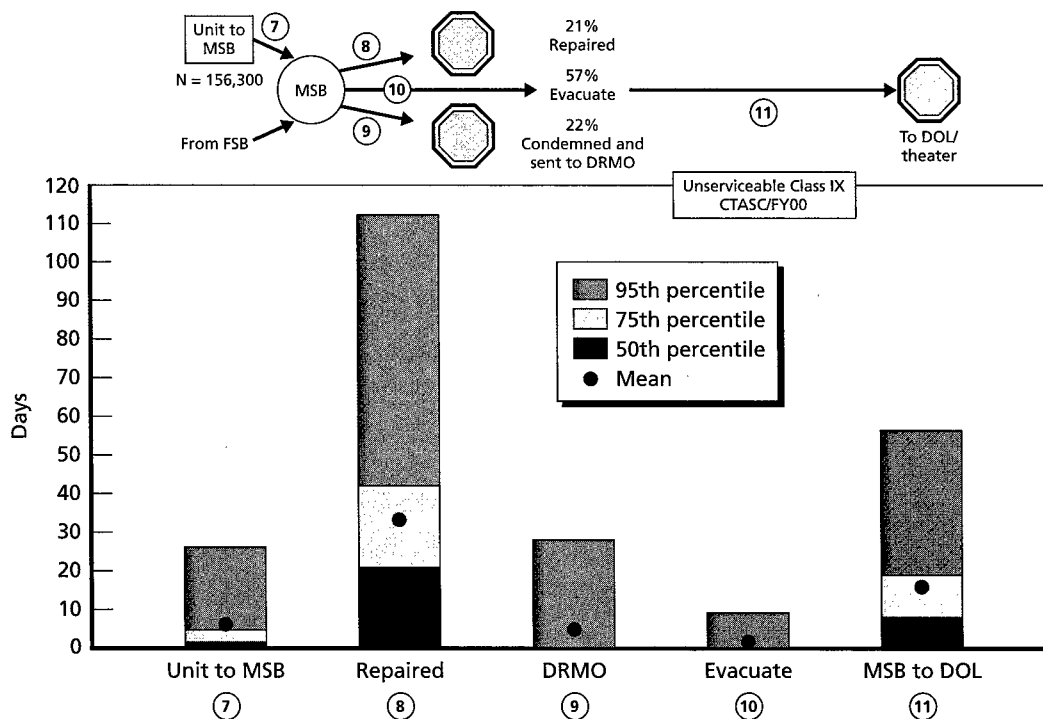 Unit to
MSB
7
N = 156,300
MSB
From FSB
8
10
9
21%
Repaired
57%
Evacuate
22%
Condemned and
sent to DRMO
11
To DOL/
theater
Unserviceable Class IX
CTASC/FY00
120
110
100
90
80
70
60
50
40
30
20
10
0
Days
95th percentile
75th percentile
50th percentile
Mean
Unit to MSB
Repaired
DRMO
Evacuate
MSB to DOL
7
8
9
10
11